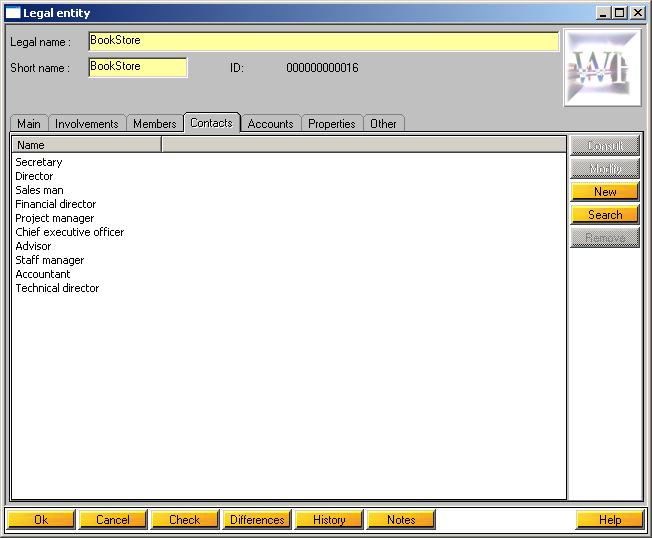 Legal entity
Legal name :
BookStore
Short name :
BookStore
ID:
000000000016
Main
Involvements
Members
Contacts
Accounts
Properties
Other
Name
Secretary
Director
Sales man
Financial director
Project manager
Chief executive officer
Advisor
Staff manager
Accountant
Technical director
Consult
Modify
New
Search
Remove
Ok
Cancel
Check
Differences
History
Notes
Help